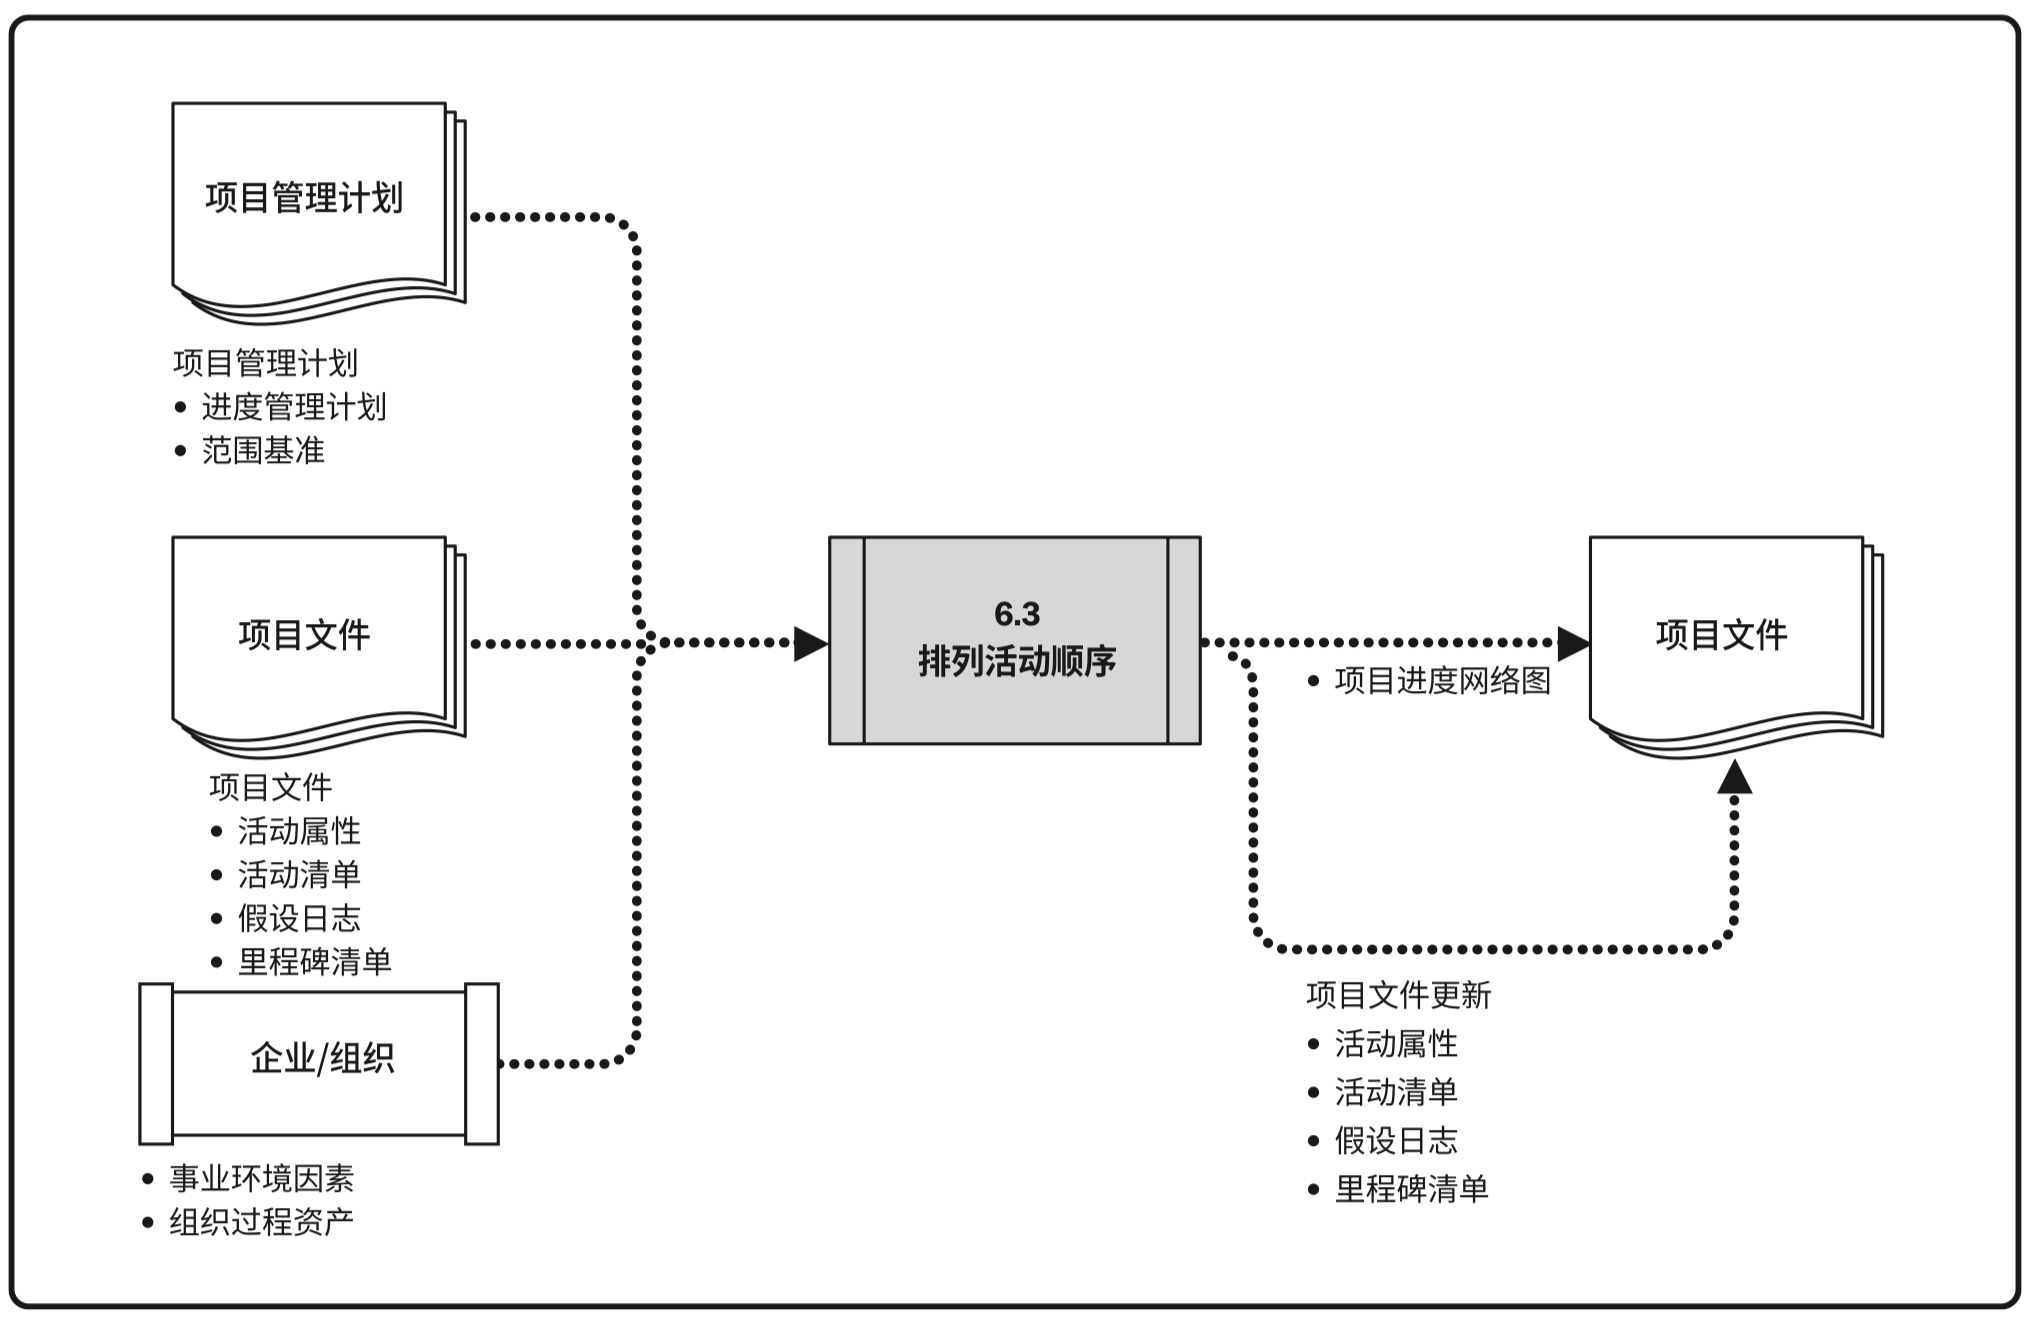 项目管理计划
项目管理计划
• 进度管理计划
• 范围基准
项目文件
项目文件
• 活动属性
• 活动清单
• 假设日志
• 里程碑清单
企业/组织
• 事业环境因素
• 组织过程资产
6.3
排列活动顺序
• 项目进度网络图
项目文件
项目文件更新
• 活动属性
• 活动清单
• 假设日志
• 里程碑清单